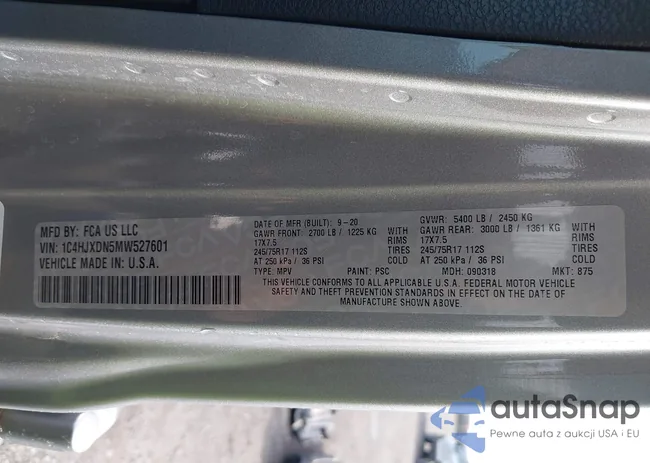 MFD BY: FCA US LLC
VIN: 1C4HJXDN5MW527601
VEHICLE MADE IN: U.S.A.
DATE OF MFR (BUILT): 9-20
GAWR FRONT: 2700 LB / 1225 KG WITH
17X7.5 RIMS
245/75R17 112S TIRES
AT 250 kPa / 36 PSI COLD
GVWR: 5400 LB / 2450 KG
GAWR REAR: 3000 LB / 1361 KG WITH
17X7.5 RIMS
245/75R17 112S TIRES
AT 250 kPa / 36 PSI COLD
TYPE: MPV PAINT: PSC MDH: 090318 MKT: 875
THIS VEHICLE CONFORMS TO ALL APPLICABLE U.S.A. FEDERAL MOTOR VEHICLE
SAFETY AND THEFT PREVENTION STANDARDS IN EFFECT ON THE DATE OF
MANUFACTURE SHOWN ABOVE.
autaSnap
Pewne auta z aukcji USA i EU